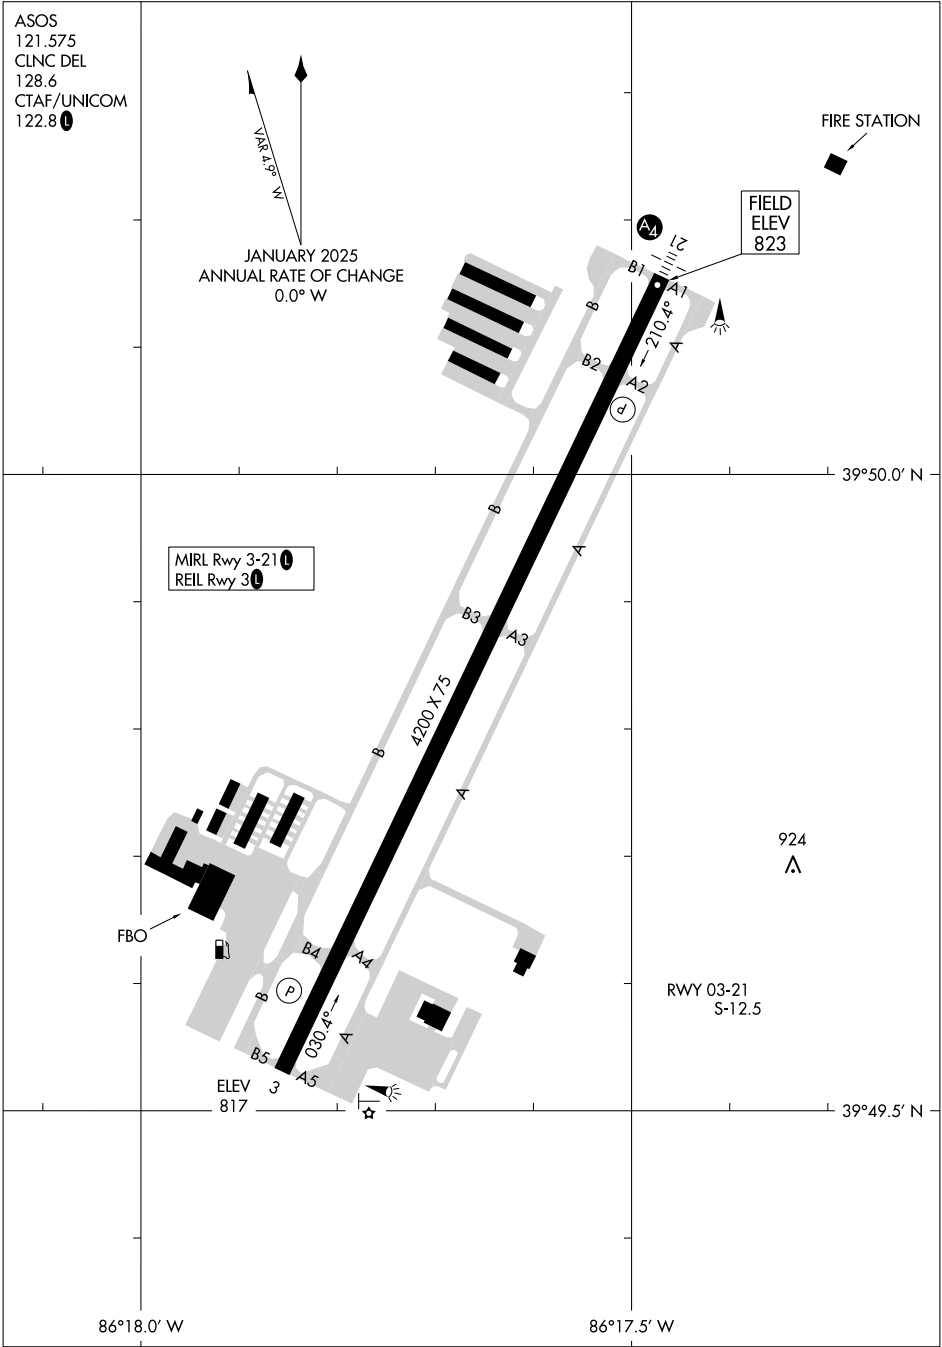 ASOS
121.575
CLNC DEL
128.6
CTAF/UNICOM
122.8 L
VAR 4.9° W
JANUARY 2025
ANNUAL RATE OF CHANGE
0.0° W
FIRE STATION
FIELD
ELEV
823
A4
21
B1
A1
B
210.4°
A
B2
A2
P
39°50.0' N
B
A
MIRL Rwy 3-21 L
REIL Rwy 3 L
B3
A3
4200 X 75
B
A
924
FBO
B4
A4
P
B
RWY 03-21
S-12.5
030.4°
A
B5
A5
ELEV
817
3
39°49.5' N
86°18.0' W
86°17.5' W